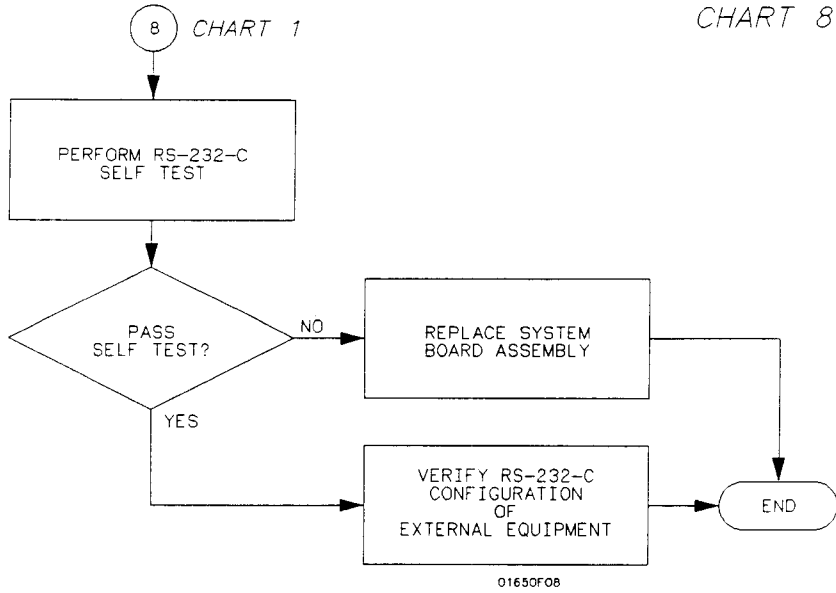 8 CHART 1
CHART 8
PERFORM RS-232-C
SELF TEST
PASS
SELF TEST?
NO
REPLACE SYSTEM
BOARD ASSEMBLY
YES
VERIFY RS-232-C
CONFIGURATION
OF
EXTERNAL EQUIPMENT
END
01650F08